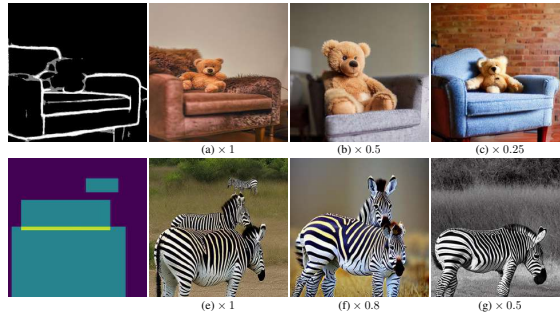 (a) × 1
(b) × 0.5
(c) × 0.25
(e) × 1
(f) × 0.8
(g) × 0.5